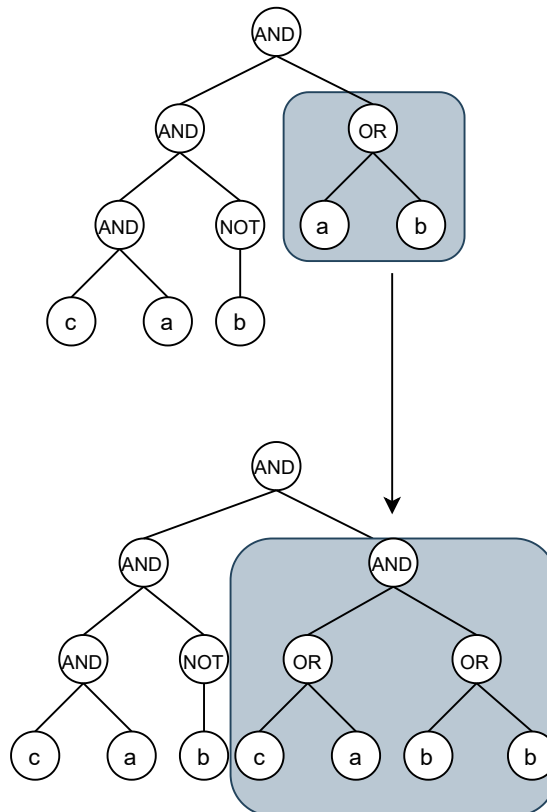 AND
AND OR
AND NOT a b
c a b
AND
AND AND
AND NOT OR OR
c a b c a b b